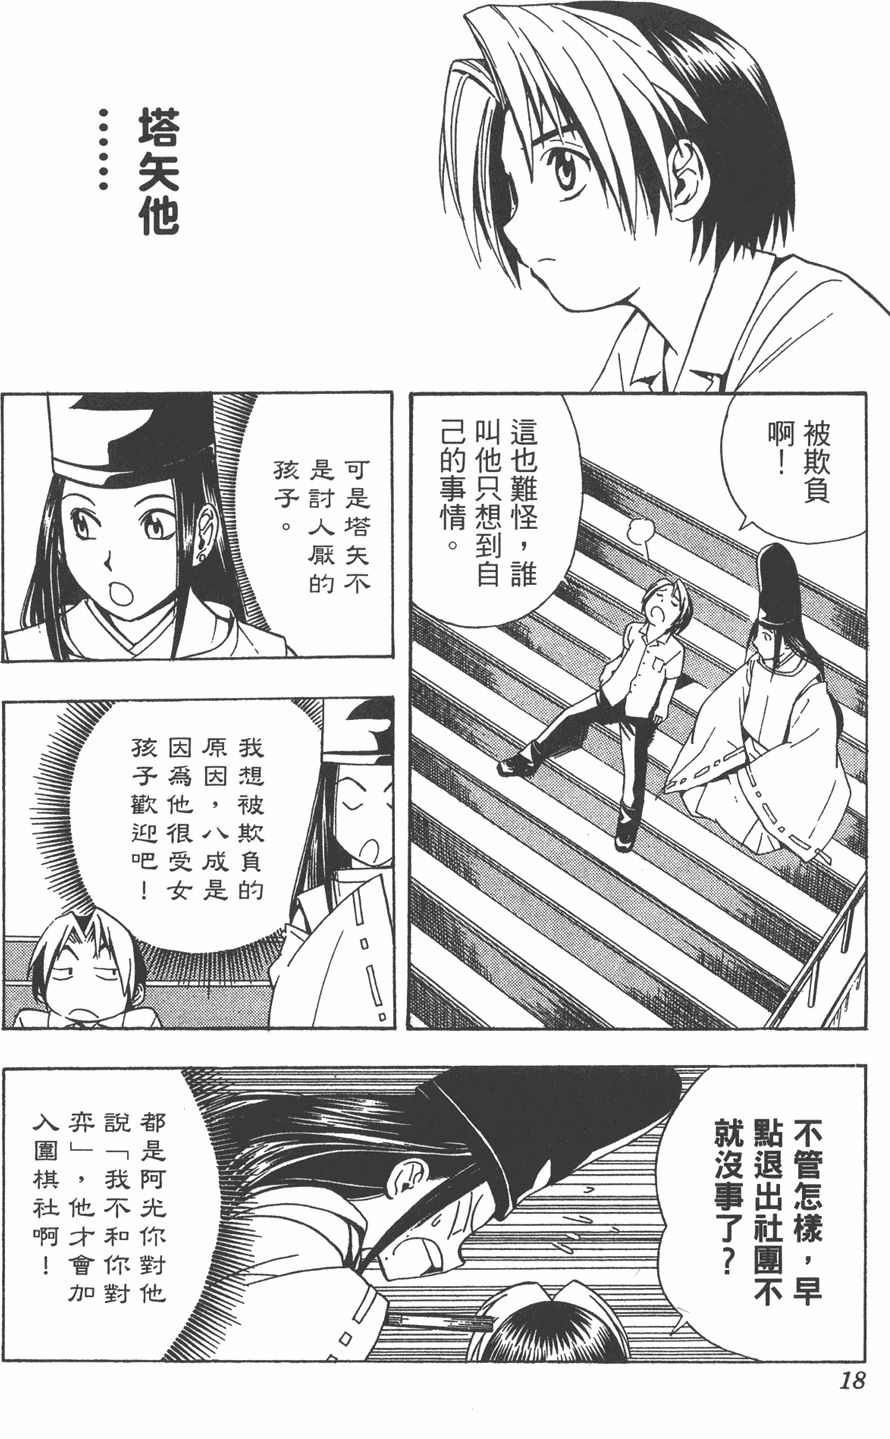 塔矢他
⋯⋯
被欺負
啊！
這也難怪，誰
叫他只想到自
己的事情。
可是塔矢不
是討人厭的
孩子。
我想被欺負的
原因，八成是
因為他很受女
孩子歡迎吧！
不管怎樣，早
點退出社團不
就沒事了？
都是阿光你對他
說「我不和你對
弈」，他才會加
入圍棋社啊！
18